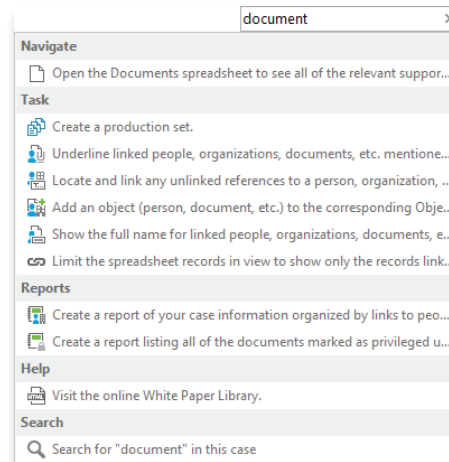 document
Navigate
Open the Documents spreadsheet to see all of the relevant suppor...
Task
Create a production set.
Underline linked people, organizations, documents, etc. mentione...
Locate and link any unlinked references to a person, organization, ...
Add an object (person, document, etc.) to the corresponding Obje...
Show the full name for linked people, organizations, documents, e...
Limit the spreadsheet records in view to show only the records link...
Reports
Create a report of your case information organized by links to peo...
Create a report listing all of the documents marked as privileged u...
Help
Visit the online White Paper Library.
Search
Search for "document" in this case